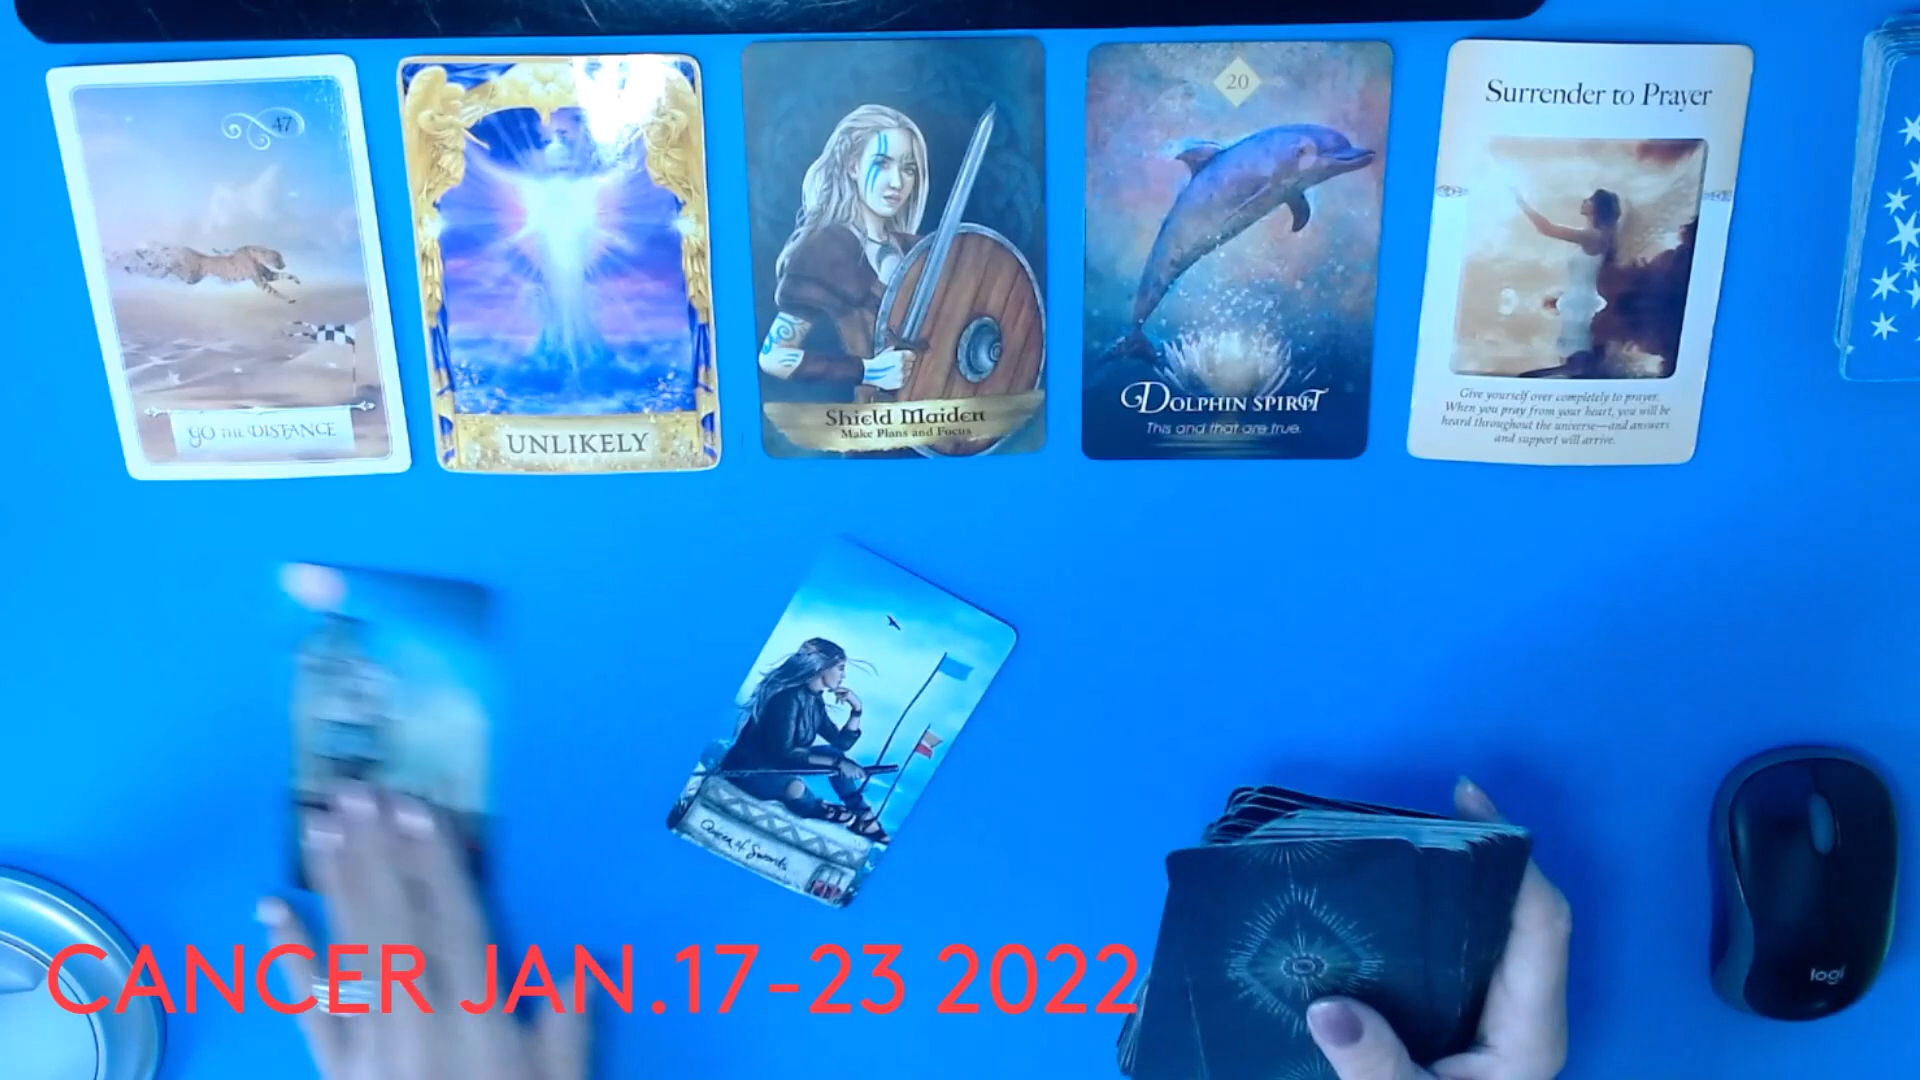 47
GO THE DISTANCE
UNLIKELY
Shield Maiden
Make Plans and Focus
20
DOLPHIN SPIRIT
This and that are true.
Surrender to Prayer
Give yourself over completely to prayer.
When you pray from your heart, you will be
heard throughout the universe—and answers
and support will arrive.
Queen of Swords
logi
CANCER JAN.17-23 2022